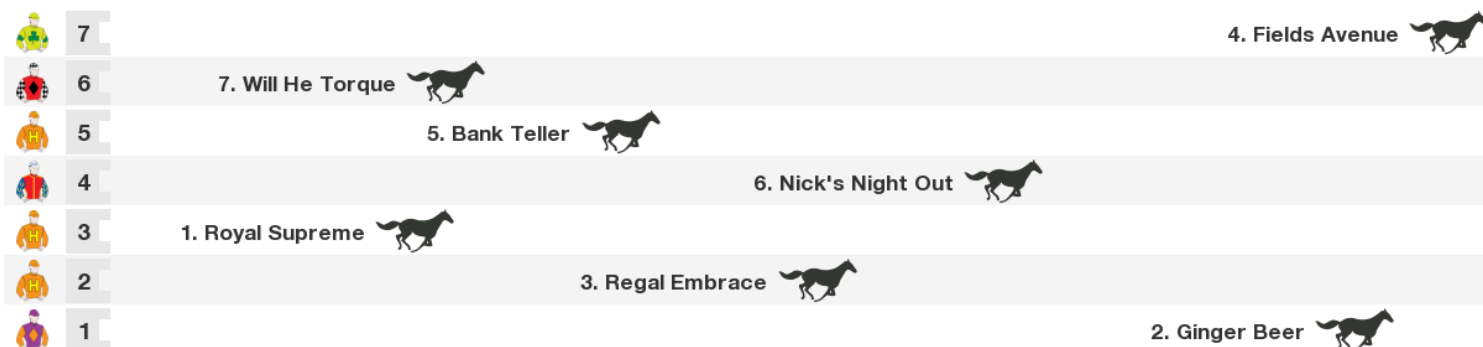 7 4. Fields Avenue
6 7. Will He Torque
H 5 5. Bank Teller
4 6. Nick's Night Out
H 3 1. Royal Supreme
H 2 3. Regal Embrace
1 2. Ginger Beer